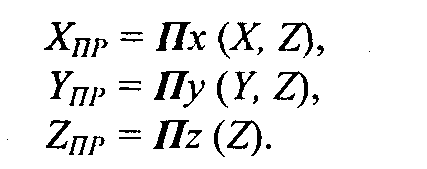 X_ПР = Пx (X, Z),
Y_ПР = Пy (Y, Z),
Z_ПР = Пz (Z).